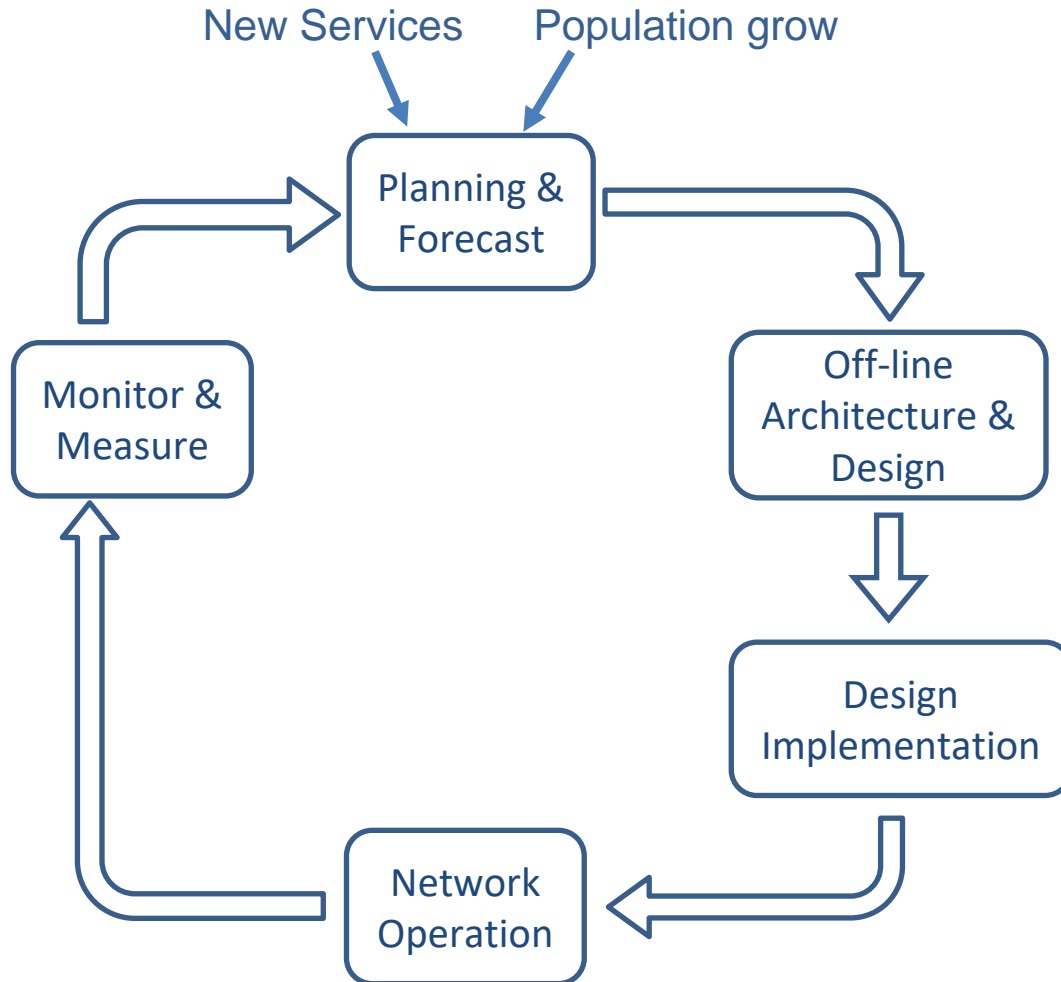 New Services
Population grow
Planning &
Forecast
Off-line
Architecture &
Design
Monitor &
Measure
Design
Implementation
Network
Operation